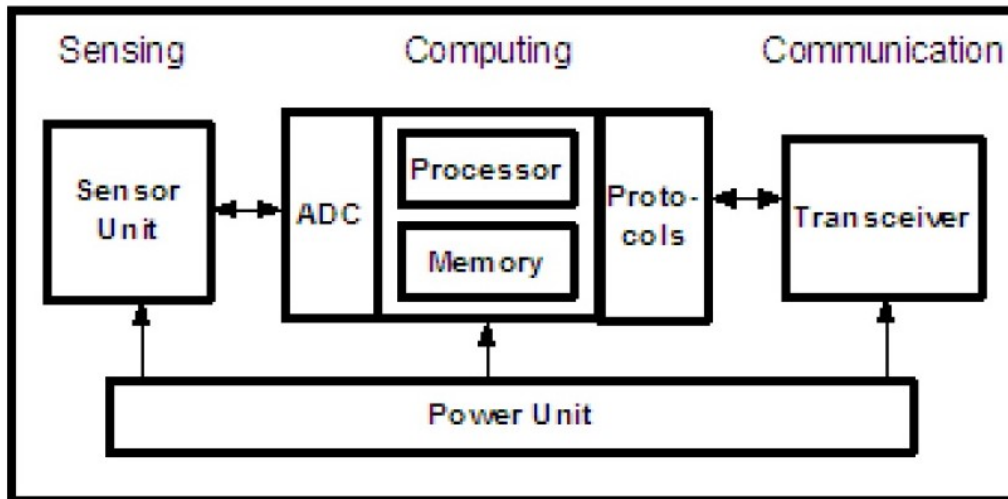 Sensing
Computing
Communication
Sensor
Unit
ADC
Processor
Memory
Proto-
cols
Transceiver
Power Unit